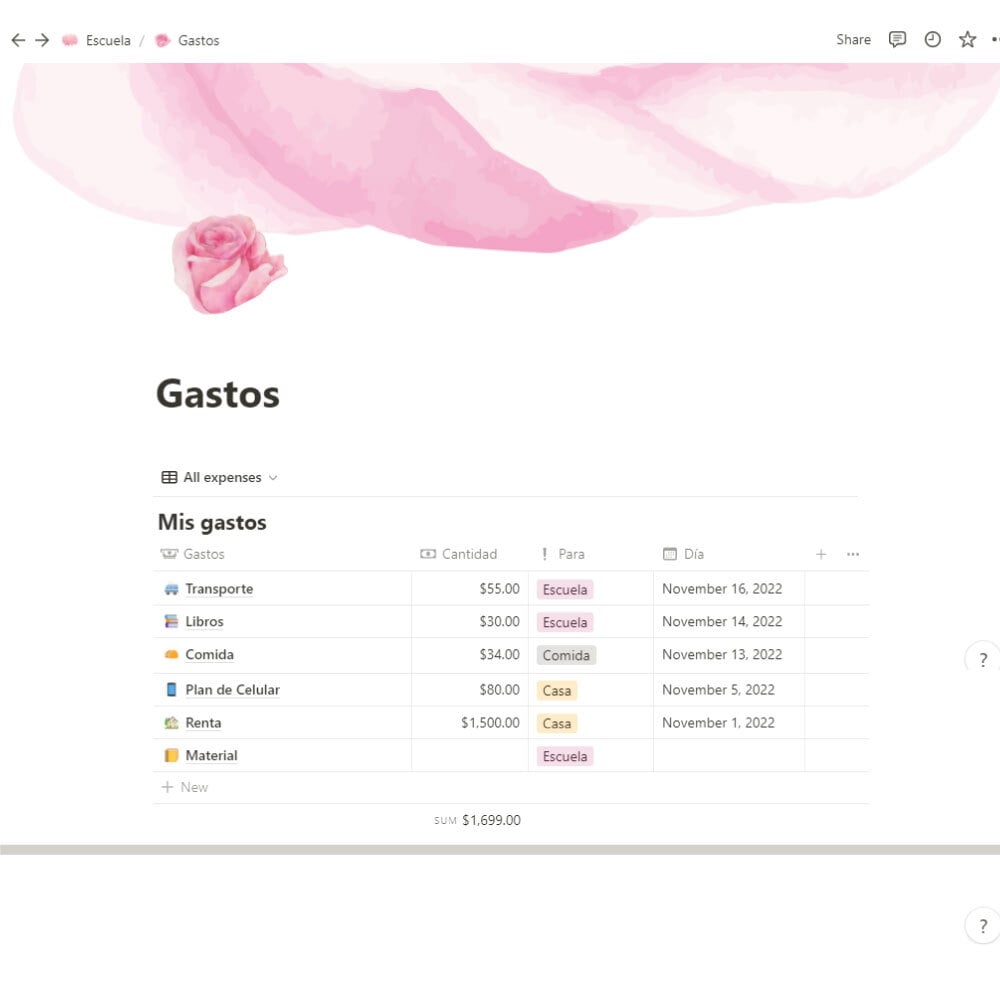 Escuela / Gastos Share
Gastos
All expenses
Mis gastos
Gastos Cantidad Para Día
Transporte $55.00 Escuela November 16, 2022
Libros $30.00 Escuela November 14, 2022
Comida $34.00 Comida November 13, 2022
?
Plan de Celular $80.00 Casa November 5, 2022
Renta $1,500.00 Casa November 1, 2022
Material Escuela
+ New
SUM $1,699.00
?